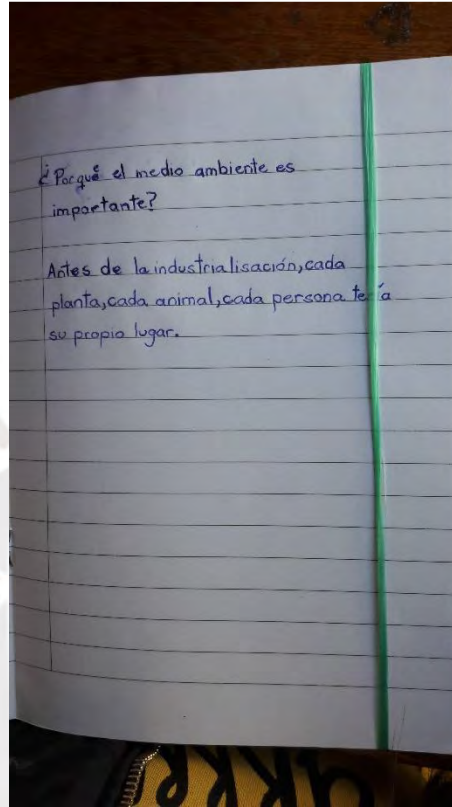 ¿Porqué el medio ambiente es
importante?
Antes de la industrialisación, cada
planta, cada animal, cada persona tenía
su propio lugar.